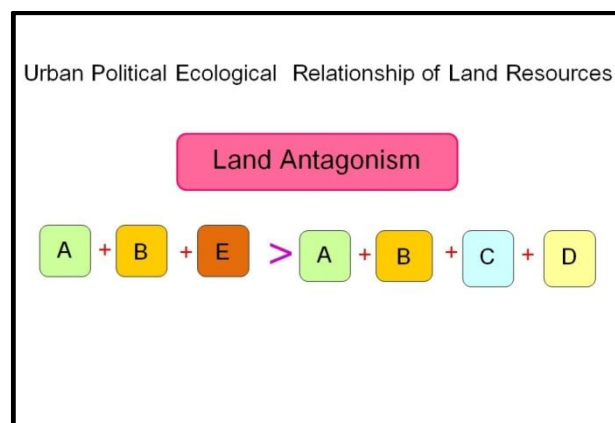 Urban Political Ecological Relationship of Land Resources
Land Antagonism
A + B + E > A + B + C + D